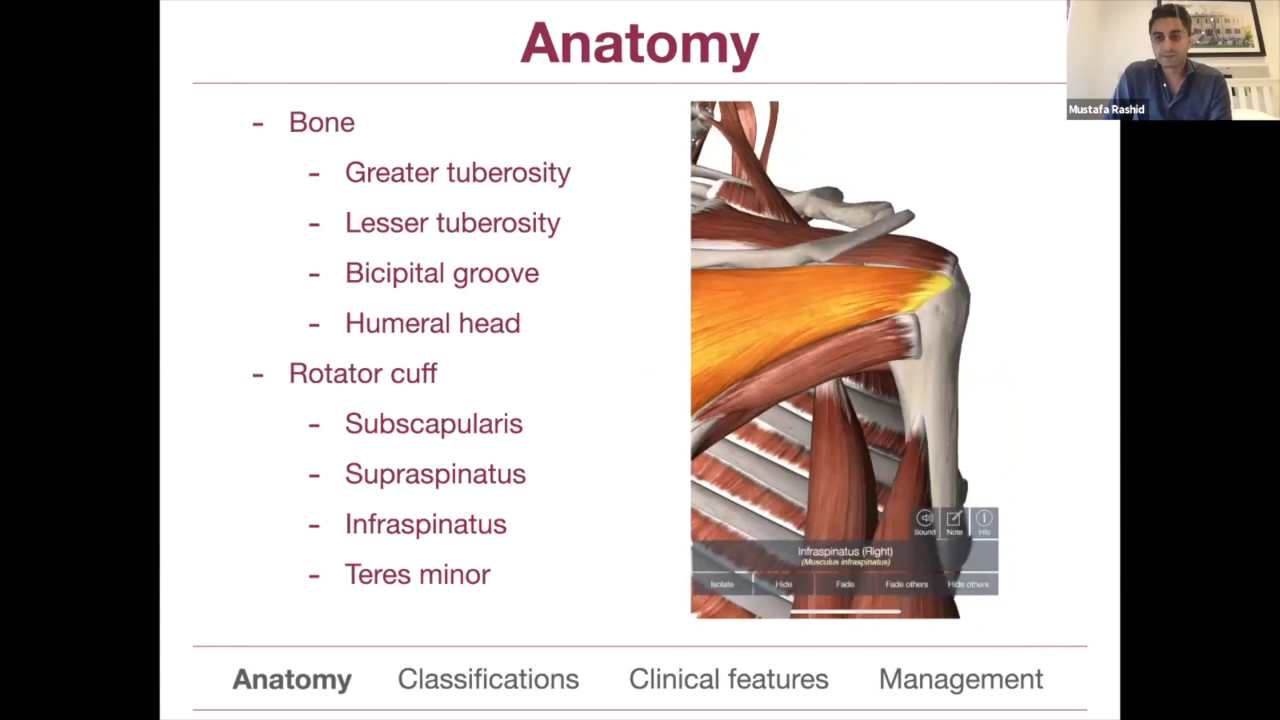 Anatomy
Mustafa Rashid
- Bone
- Greater tuberosity
- Lesser tuberosity
- Bicipital groove
- Humeral head
- Rotator cuff
- Subscapularis
- Supraspinatus
- Infraspinatus
- Teres minor
Sound Note Info
Infraspinatus (Right)
(Musculus infraspinatus)
Isolate Hide Fade Fade others Hide others
Anatomy Classifications Clinical features Management